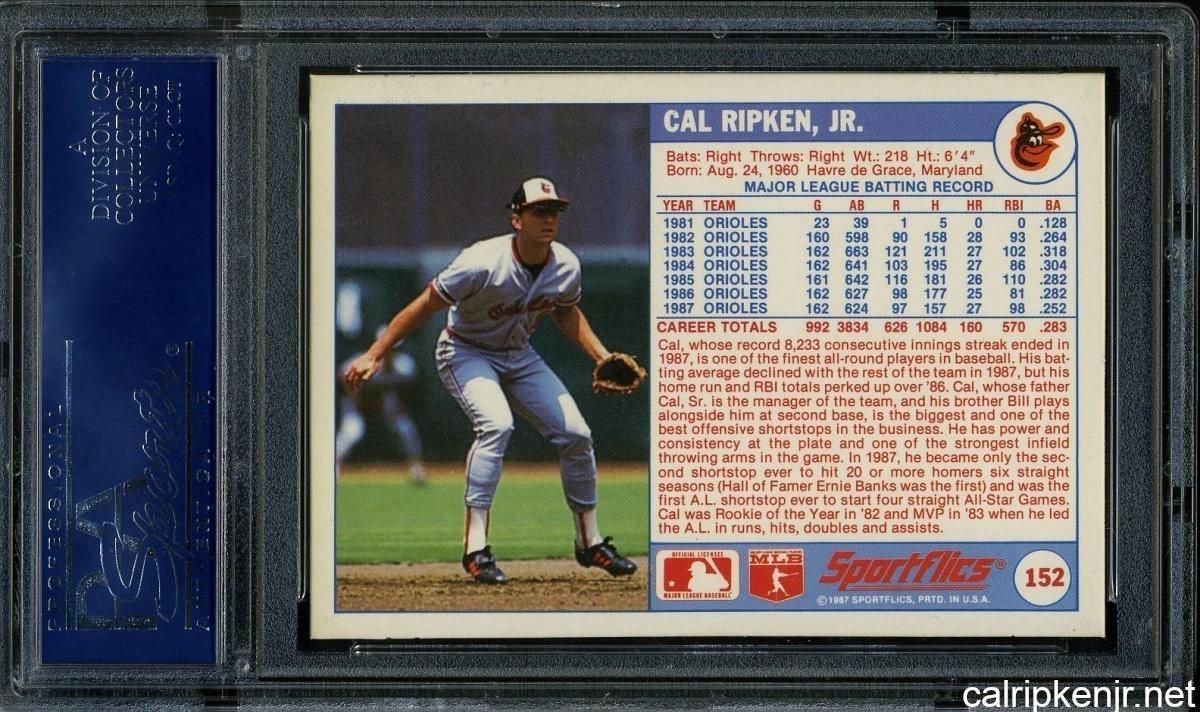 A
DIVISION OF
COLLECTORS
UNIVERSE
PROFESSIONAL
PSA
CAL RIPKEN, JR.
Bats: Right Throws: Right Wt.: 218 Ht.: 6'4"
Born: Aug. 24, 1960 Havre de Grace, Maryland
MAJOR LEAGUE BATTING RECORD
YEAR TEAM G AB R H HR RBI BA
1981 ORIOLES 23 39 1 5 0 0 .128
1982 ORIOLES 160 598 90 158 28 93 .264
1983 ORIOLES 162 663 121 211 27 102 .318
1984 ORIOLES 162 641 103 195 27 86 .304
1985 ORIOLES 161 642 116 181 26 110 .282
1986 ORIOLES 162 627 98 177 25 81 .282
1987 ORIOLES 162 624 97 157 27 98 .252
CAREER TOTALS 992 3834 626 1084 160 570 .283
Cal, whose record 8,233 consecutive innings streak ended in
1987, is one of the finest all-round players in baseball. His bat-
ting average declined with the rest of the team in 1987, but his
home run and RBI totals perked up over '86. Cal, whose father
Cal, Sr. is the manager of the team, and his brother Bill plays
alongside him at second base, is the biggest and one of the
best offensive shortstops in the business. He has power and
consistency at the plate and one of the strongest infield
throwing arms in the game. In 1987, he became only the sec-
ond shortstop ever to hit 20 or more homers six straight
seasons (Hall of Famer Ernie Banks was the first) and was the
first A.L. shortstop ever to start four straight All-Star Games.
Cal was Rookie of the Year in '82 and MVP in '83 when he led
the A.L. in runs, hits, doubles and assists.
OFFICIAL LICENSEE
MAJOR LEAGUE BASEBALL
MAJOR LEAGUE BASEBALL PLAYERS
MLB
Sportflics®
©1987 SPORTFLICS, PRTD. IN U.S.A.
152
calripkenjr.net